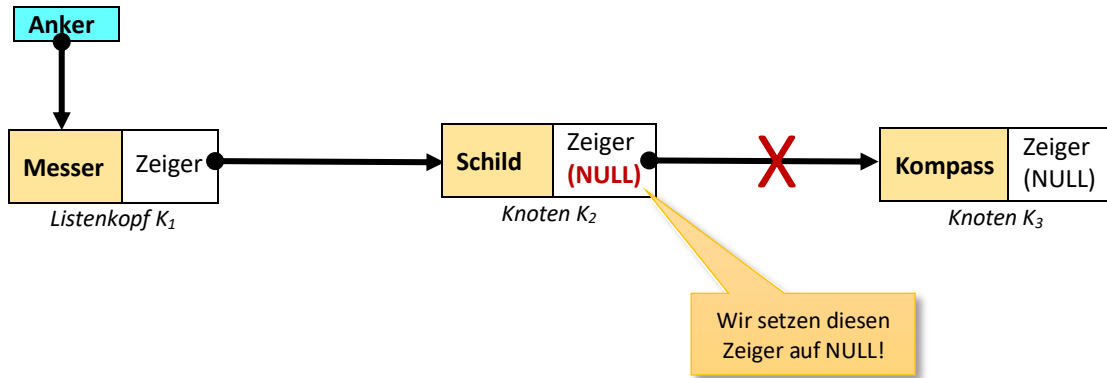 Anker
Messer
Zeiger
Listenkopf K1
Schild
Zeiger
(NULL)
Knoten K2
X
Kompass
Zeiger
(NULL)
Knoten K3
Wir setzen diesen
Zeiger auf NULL!